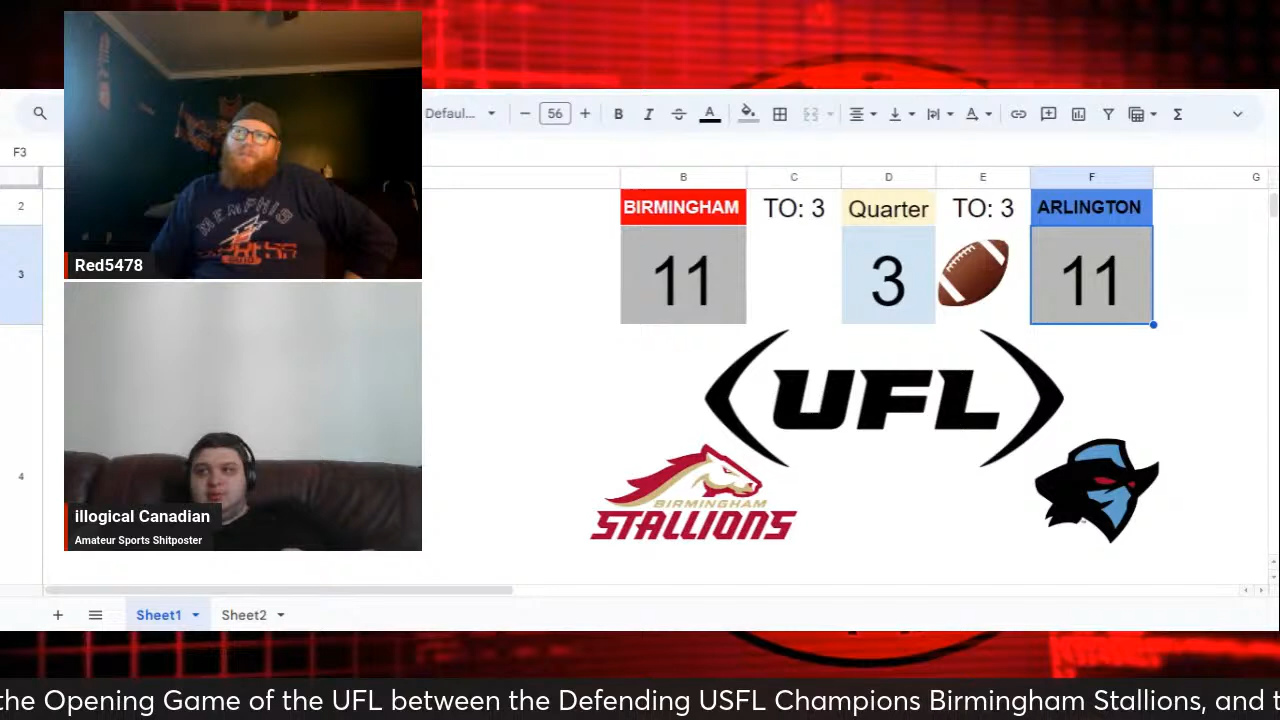 MEMPHIS
Red5478
illogical Canadian
Amateur Sports Shitposter
Defaul...
56
B
I
A
Σ
F3
B
C
D
E
F
G
2
3
4
BIRMINGHAM
TO: 3
Quarter
TO: 3
ARLINGTON
11
3
11
UFL
BIRMINGHAM
STALLIONS
Sheet1
Sheet2
the Opening Game of the UFL between the Defending USFL Champions Birmingham Stallions, and t